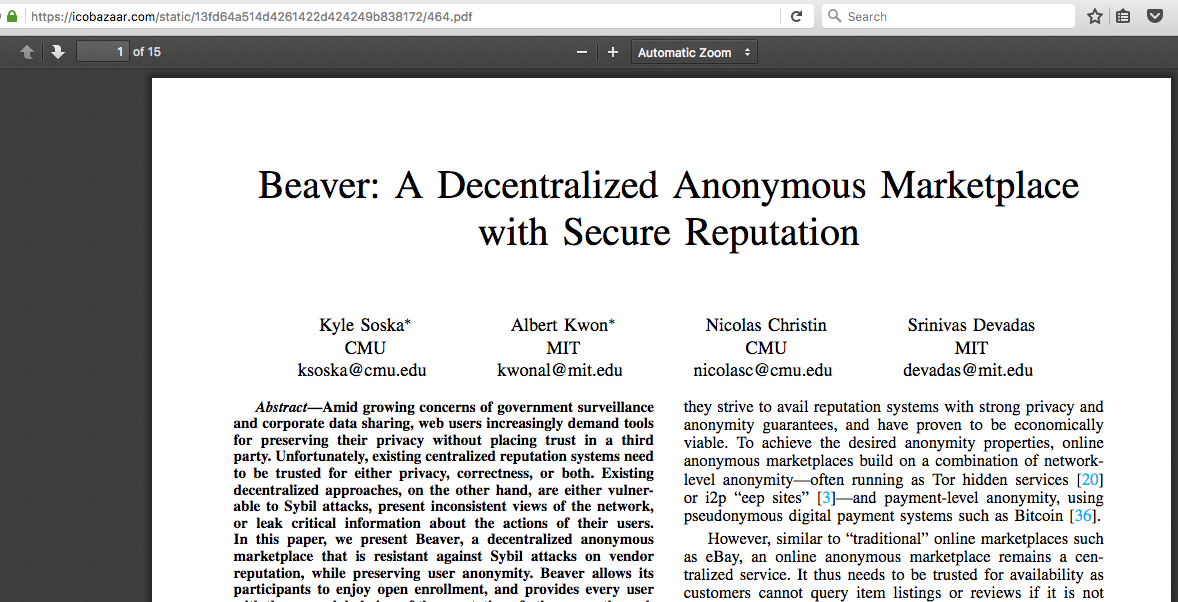 https://icobazaar.com/static/13fd64a514d4261422d424249b838172/464.pdf
Search
1 of 15
Automatic Zoom
Beaver: A Decentralized Anonymous Marketplace
with Secure Reputation
Kyle Soska*
CMU
ksoska@cmu.edu
Albert Kwon*
MIT
kwonal@mit.edu
Nicolas Christin
CMU
nicolasc@cmu.edu
Srinivas Devadas
MIT
devadas@mit.edu
Abstract—Amid growing concerns of government surveillance
and corporate data sharing, web users increasingly demand tools
for preserving their privacy without placing trust in a third
party. Unfortunately, existing centralized reputation systems need
to be trusted for either privacy, correctness, or both. Existing
decentralized approaches, on the other hand, are either vulner-
able to Sybil attacks, present inconsistent views of the network,
or leak critical information about the actions of their users.
In this paper, we present Beaver, a decentralized anonymous
marketplace that is resistant against Sybil attacks on vendor
reputation, while preserving user anonymity. Beaver allows its
participants to enjoy open enrollment, and provides every user
they strive to avail reputation systems with strong privacy and
anonymity guarantees, and have proven to be economically
viable. To achieve the desired anonymity properties, online
anonymous marketplaces build on a combination of network-
level anonymity—often running as Tor hidden services [20]
or i2p “eep sites” [3]—and payment-level anonymity, using
pseudonymous digital payment systems such as Bitcoin [36].
However, similar to “traditional” online marketplaces such
as eBay, an online anonymous marketplace remains a cen-
tralized service. It thus needs to be trusted for availability as
customers cannot query item listings or reviews if it is not